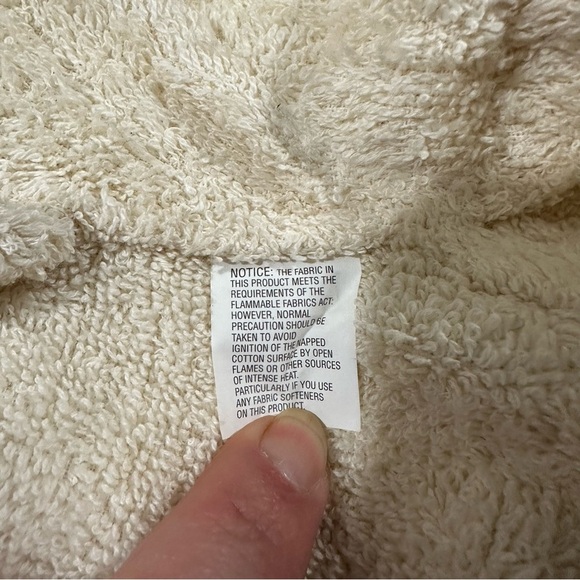 NOTICE: THE FABRIC IN
THIS PRODUCT MEETS THE
REQUIREMENTS OF THE
FLAMMABLE FABRICS ACT:
HOWEVER, NORMAL
PRECAUTION SHOULD BE
TAKEN TO AVOID
IGNITION OF THE NAPPED
COTTON SURFACE BY OPEN
FLAMES OR OTHER SOURCES
OF INTENSE HEAT.
PARTICULARLY IF YOU USE
ANY FABRIC SOFTENERS
ON THIS PRODUCT.